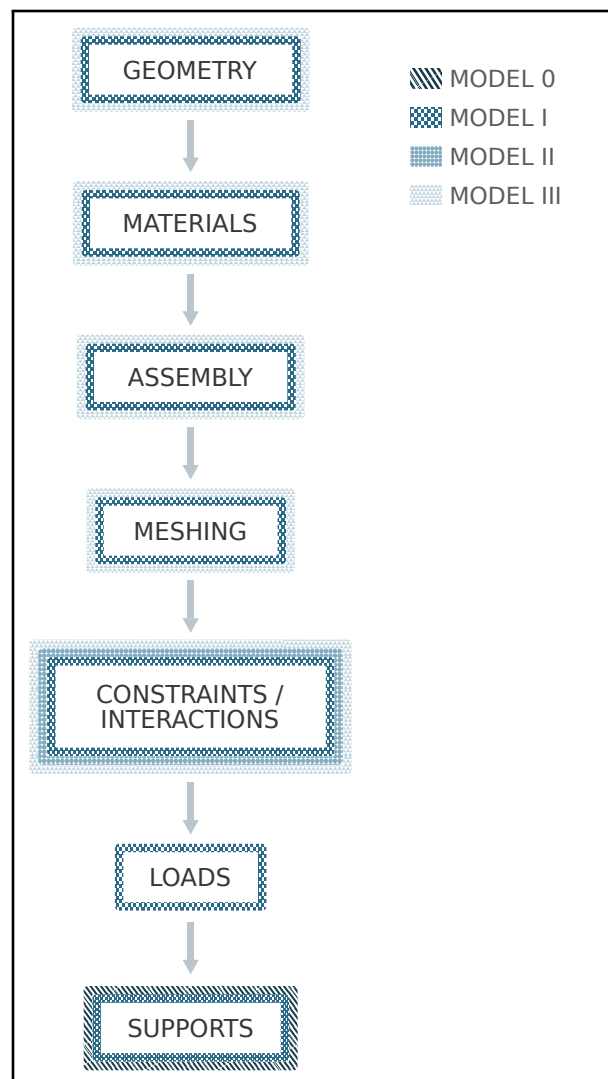 GEOMETRY
MODEL 0
MODEL I
MODEL II
MODEL III
MATERIALS
ASSEMBLY
MESHING
CONSTRAINTS /
INTERACTIONS
LOADS
SUPPORTS